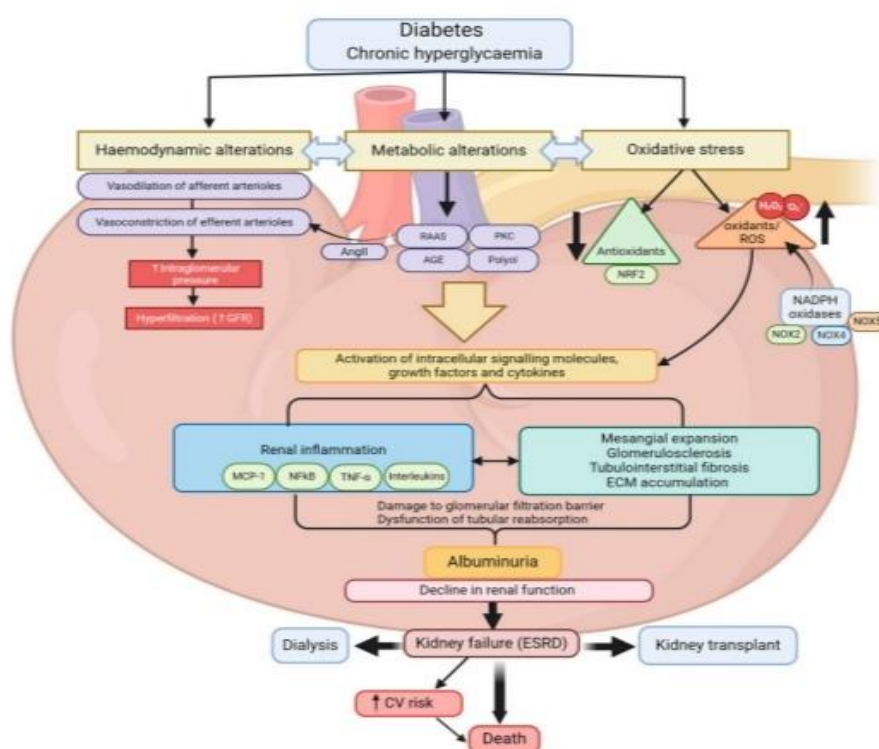 Diabetes
Chronic hyperglycaemia
Haemodynamic alterations
Metabolic alterations
Oxidative stress
Vasodilation of afferent arterioles
Vasoconstriction of efferent arterioles
AngII
RAAS
PKC
AGE
Polyol
Antioxidants
NRF2
H₂O₂
O₂⁻
oxidants/
ROS
↑ Intraglomerular
pressure
Hyperfiltration (↑ GFR)
NADPH
oxidases
NOX2
NOX4
NOX5
Activation of intracellular signalling molecules,
growth factors and cytokines
Renal inflammation
MCP-1
NFkB
TNF-α
Interleukins
Mesangial expansion
Glomerulosclerosis
Tubulointerstitial fibrosis
ECM accumulation
Damage to glomerular filtration barrier
Dysfunction of tubular reabsorption
Albuminuria
Decline in renal function
Dialysis
Kidney failure (ESRD)
Kidney transplant
↑ CV risk
Death